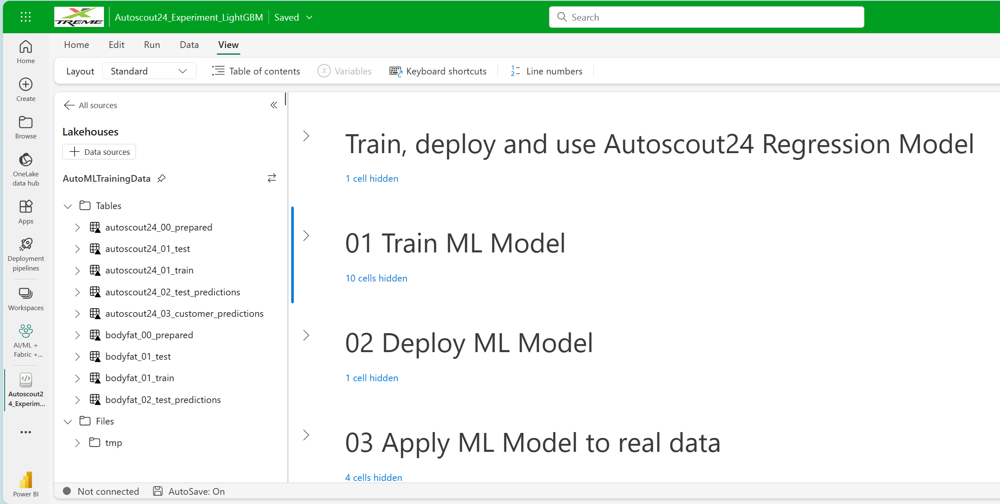 XTREME
Autoscout24_Experiment_LightGBM
Saved
Search
Home
Edit
Run
Data
View
Layout
Standard
Table of contents
Variables
Keyboard shortcuts
Line numbers
Home
Create
Browse
OneLake
data hub
Apps
Deployment
pipelines
Workspaces
AI/ML +
Fabric +...
Autoscout2
4_Experim...
Power BI
All sources
Lakehouses
Data sources
AutoMLTrainingData
Tables
autoscout24_00_prepared
autoscout24_01_test
autoscout24_01_train
autoscout24_02_test_predictions
autoscout24_03_customer_predictions
bodyfat_00_prepared
bodyfat_01_test
bodyfat_01_train
bodyfat_02_test_predictions
Files
tmp
Train, deploy and use Autoscout24 Regression Model
1 cell hidden
01 Train ML Model
10 cells hidden
02 Deploy ML Model
1 cell hidden
03 Apply ML Model to real data
4 cells hidden
Not connected
AutoSave: On